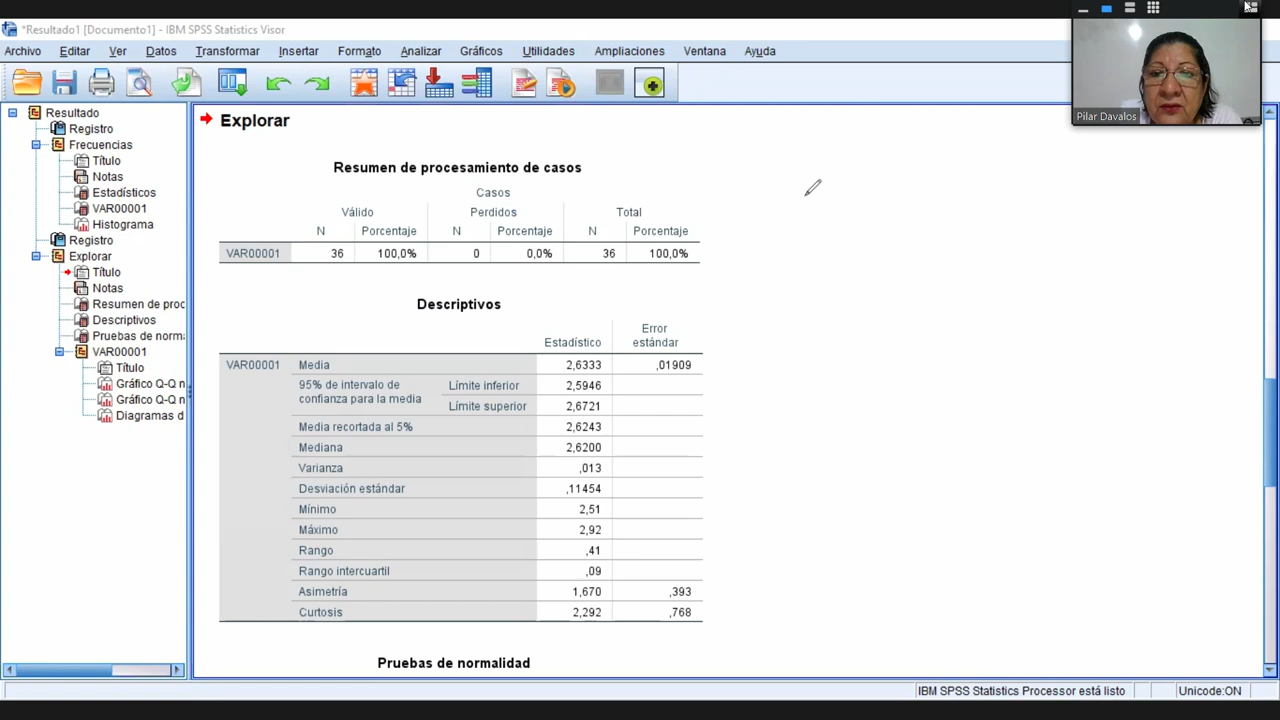 *Resultado1 [Documento1] - IBM SPSS Statistics Visor
Archivo Editar Ver Datos Transformar Insertar Formato Analizar Gráficos Utilidades Ampliaciones Ventana Ayuda
Pilar Davalos
Resultado
Registro
Frecuencias
Título
Notas
Estadísticos
VAR00001
Histograma
Registro
Explorar
Título
Notas
Resumen de proc
Descriptivos
Pruebas de norma
VAR00001
Título
Gráfico Q-Q n
Gráfico Q-Q n
Diagramas d
Explorar
Resumen de procesamiento de casos
Casos
Válido Perdidos Total
N Porcentaje N Porcentaje N Porcentaje
VAR00001 36 100,0% 0 0,0% 36 100,0%
Descriptivos
Estadístico Error estándar
VAR00001 Media 2,6333 ,01909
95% de intervalo de confianza para la media Límite inferior 2,5946
Límite superior 2,6721
Media recortada al 5% 2,6243
Mediana 2,6200
Varianza ,013
Desviación estándar ,11454
Mínimo 2,51
Máximo 2,92
Rango ,41
Rango intercuartil ,09
Asimetría 1,670 ,393
Curtosis 2,292 ,768
Pruebas de normalidad
IBM SPSS Statistics Processor está listo Unicode:ON